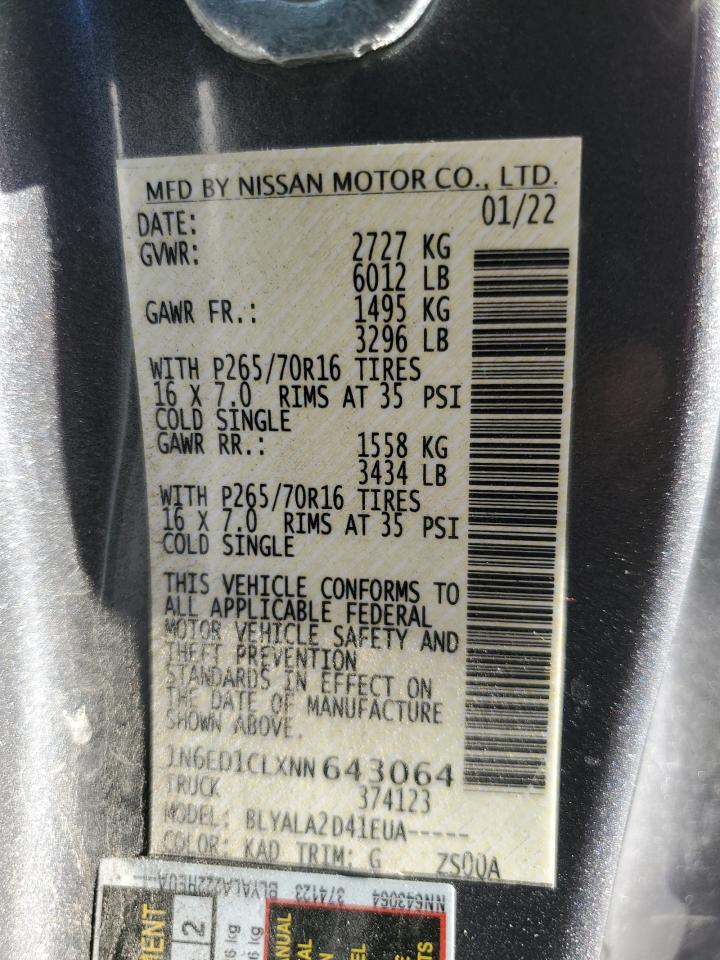 MFD BY NISSAN MOTOR CO., LTD.
DATE: 01/22
GVWR: 2727 KG
6012 LB
GAWR FR.: 1495 KG
3296 LB
WITH P265/70R16 TIRES
16 X 7.0 RIMS AT 35 PSI
COLD SINGLE
GAWR RR.: 1558 KG
3434 LB
WITH P265/70R16 TIRES
16 X 7.0 RIMS AT 35 PSI
COLD SINGLE
THIS VEHICLE CONFORMS TO
ALL APPLICABLE FEDERAL
MOTOR VEHICLE SAFETY AND
THEFT PREVENTION
STANDARDS IN EFFECT ON
THE DATE OF MANUFACTURE
SHOWN ABOVE.
1N6ED1CLXNN643064
TRUCK 374123
MODEL: BLYALA2D41EUA-----
COLOR: KAD TRIM: G ZS00A
NN643064 374123
2